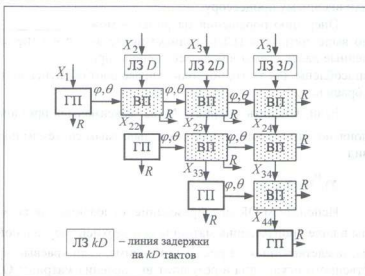 X₂ X₃ X₃
ЛЗ D ЛЗ 2D ЛЗ 3D
X₁
ГП φ,θ ВП φ,θ ВП φ,θ ВП R
R X₂₂ R X₂₃ R X₂₄
ГП φ,θ ВП φ,θ ВП R
R X₃₃ R X₃₄
ГП φ,θ ВП R
R X₄₄
ЛЗ kD – линия задержки
на kD тактов
ГП
R